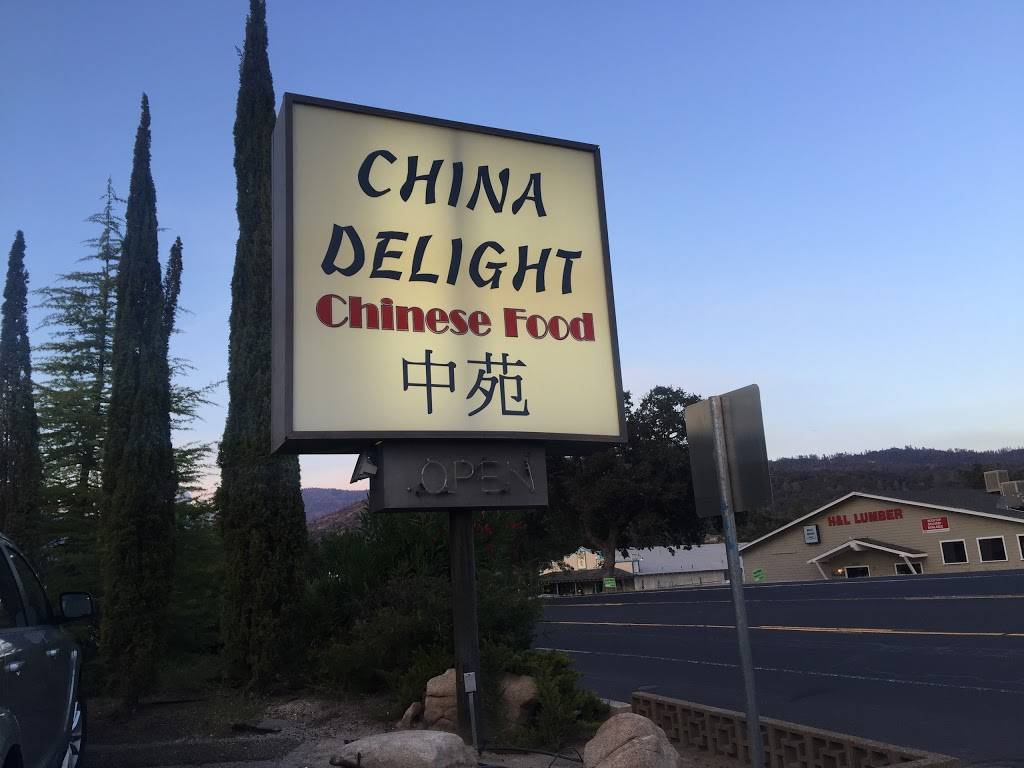 CHINA
DELIGHT
Chinese Food
中苑
OPEN
H&L LUMBER